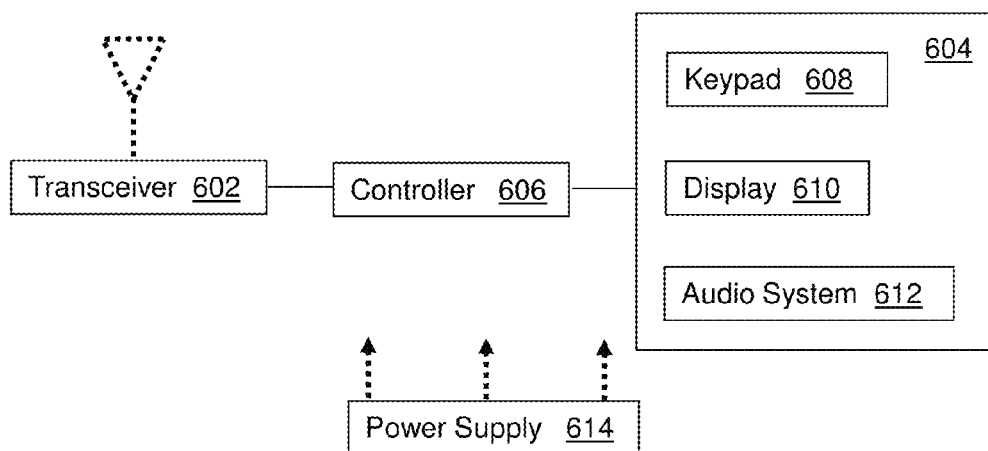 604
Keypad 608
Transceiver 602
Controller 606
Display 610
Audio System 612
Power Supply 614